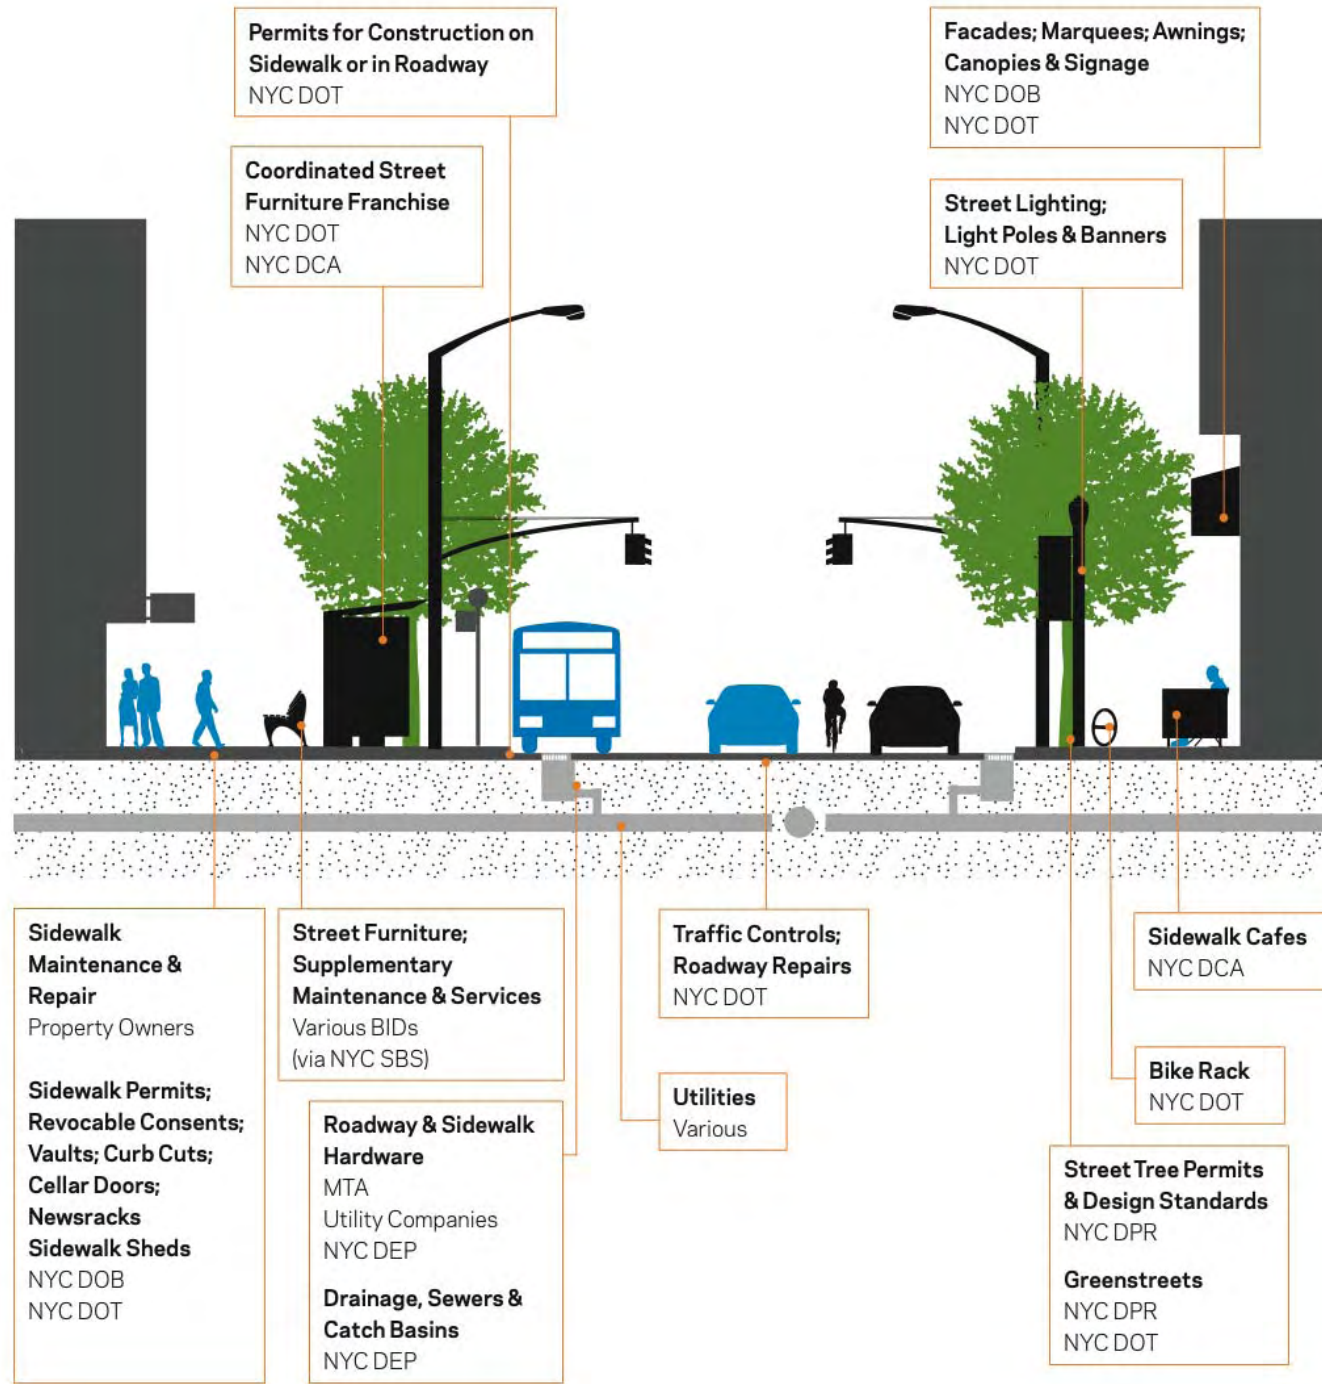 Permits for Construction on
Sidewalk or in Roadway
NYC DOT
Facades; Marquees; Awnings;
Canopies & Signage
NYC DOB
NYC DOT
Coordinated Street
Furniture Franchise
NYC DOT
NYC DCA
Street Lighting;
Light Poles & Banners
NYC DOT
Sidewalk
Maintenance &
Repair
Property Owners
Sidewalk Permits;
Revocable Consents;
Vaults; Curb Cuts;
Cellar Doors;
Newsracks
Sidewalk Sheds
NYC DOB
NYC DOT
Street Furniture;
Supplementary
Maintenance & Services
Various BIDs
(via NYC SBS)
Roadway & Sidewalk
Hardware
MTA
Utility Companies
NYC DEP
Drainage, Sewers &
Catch Basins
NYC DEP
Traffic Controls;
Roadway Repairs
NYC DOT
Utilities
Various
Sidewalk Cafes
NYC DCA
Bike Rack
NYC DOT
Street Tree Permits
& Design Standards
NYC DPR
Greenstreets
NYC DPR
NYC DOT